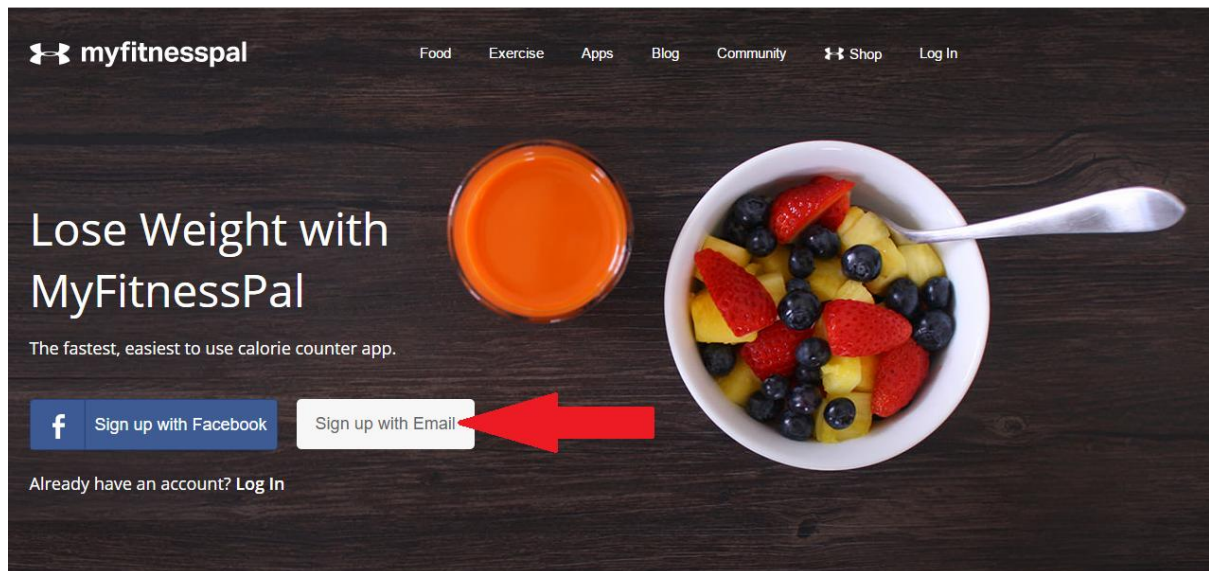 myfitnesspal
Food Exercise Apps Blog Community Shop Log In
Lose Weight with
MyFitnessPal
The fastest, easiest to use calorie counter app.
f Sign up with Facebook Sign up with Email
Already have an account? Log In